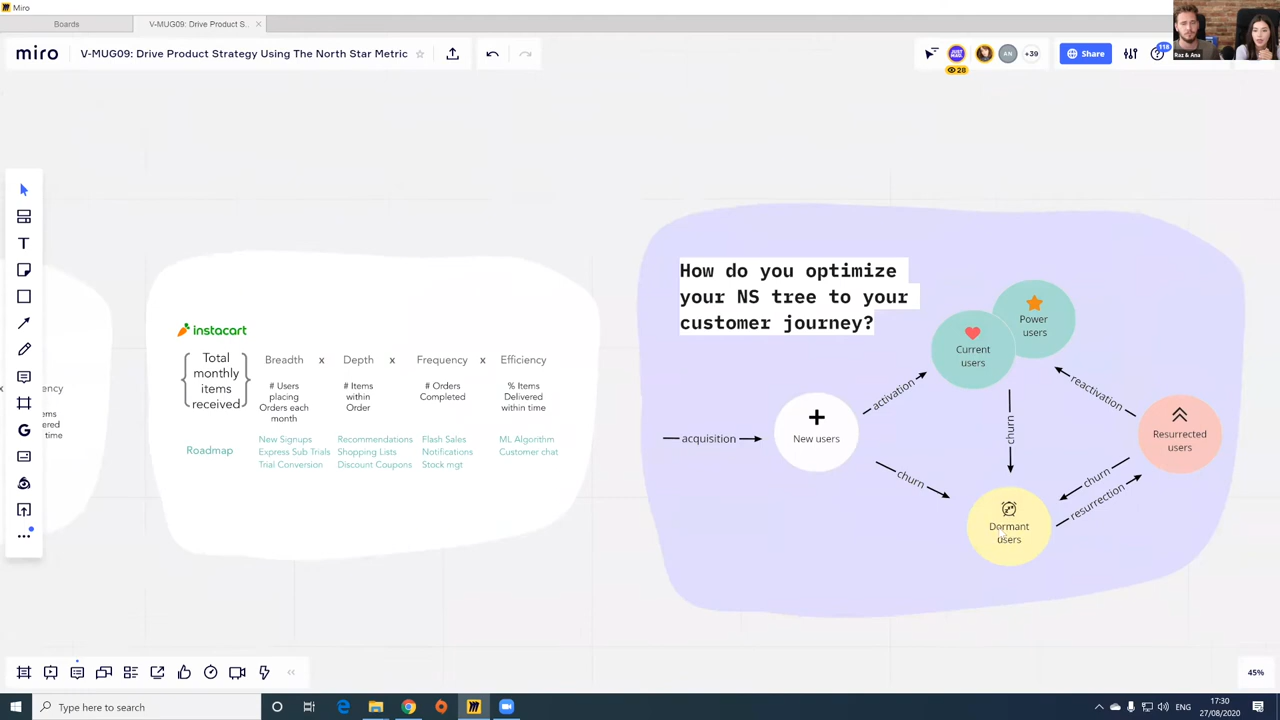 Miro
Boards
V-MUG09: Drive Product S..
Raz & Ana
miro
V-MUG09: Drive Product Strategy Using The North Star Metric
AN
+39
28
Share
118
instacart
Total
monthly
items
received
Breadth x Depth x Frequency x Efficiency
# Users
placing
Orders each
month
# Items
within
Order
# Orders
Completed
% Items
Delivered
within time
Roadmap
New Signups
Express Sub Trials
Trial Conversion
Recommendations
Shopping Lists
Discount Coupons
Flash Sales
Notifications
Stock mgt
ML Algorithm
Customer chat
How do you optimize
your NS tree to your
customer journey?
Power
users
Current
users
activation
reactivation
churn
acquisition
New users
Resurrected
users
churn
churn
resurrection
Dormant
users
45%
Type here to search
ENG
17:30
27/08/2020